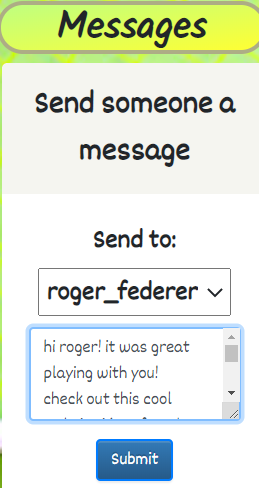 Messages
Send someone a
message
Send to:
roger_federer
hi roger! it was great
playing with you!
check out this cool
Submit